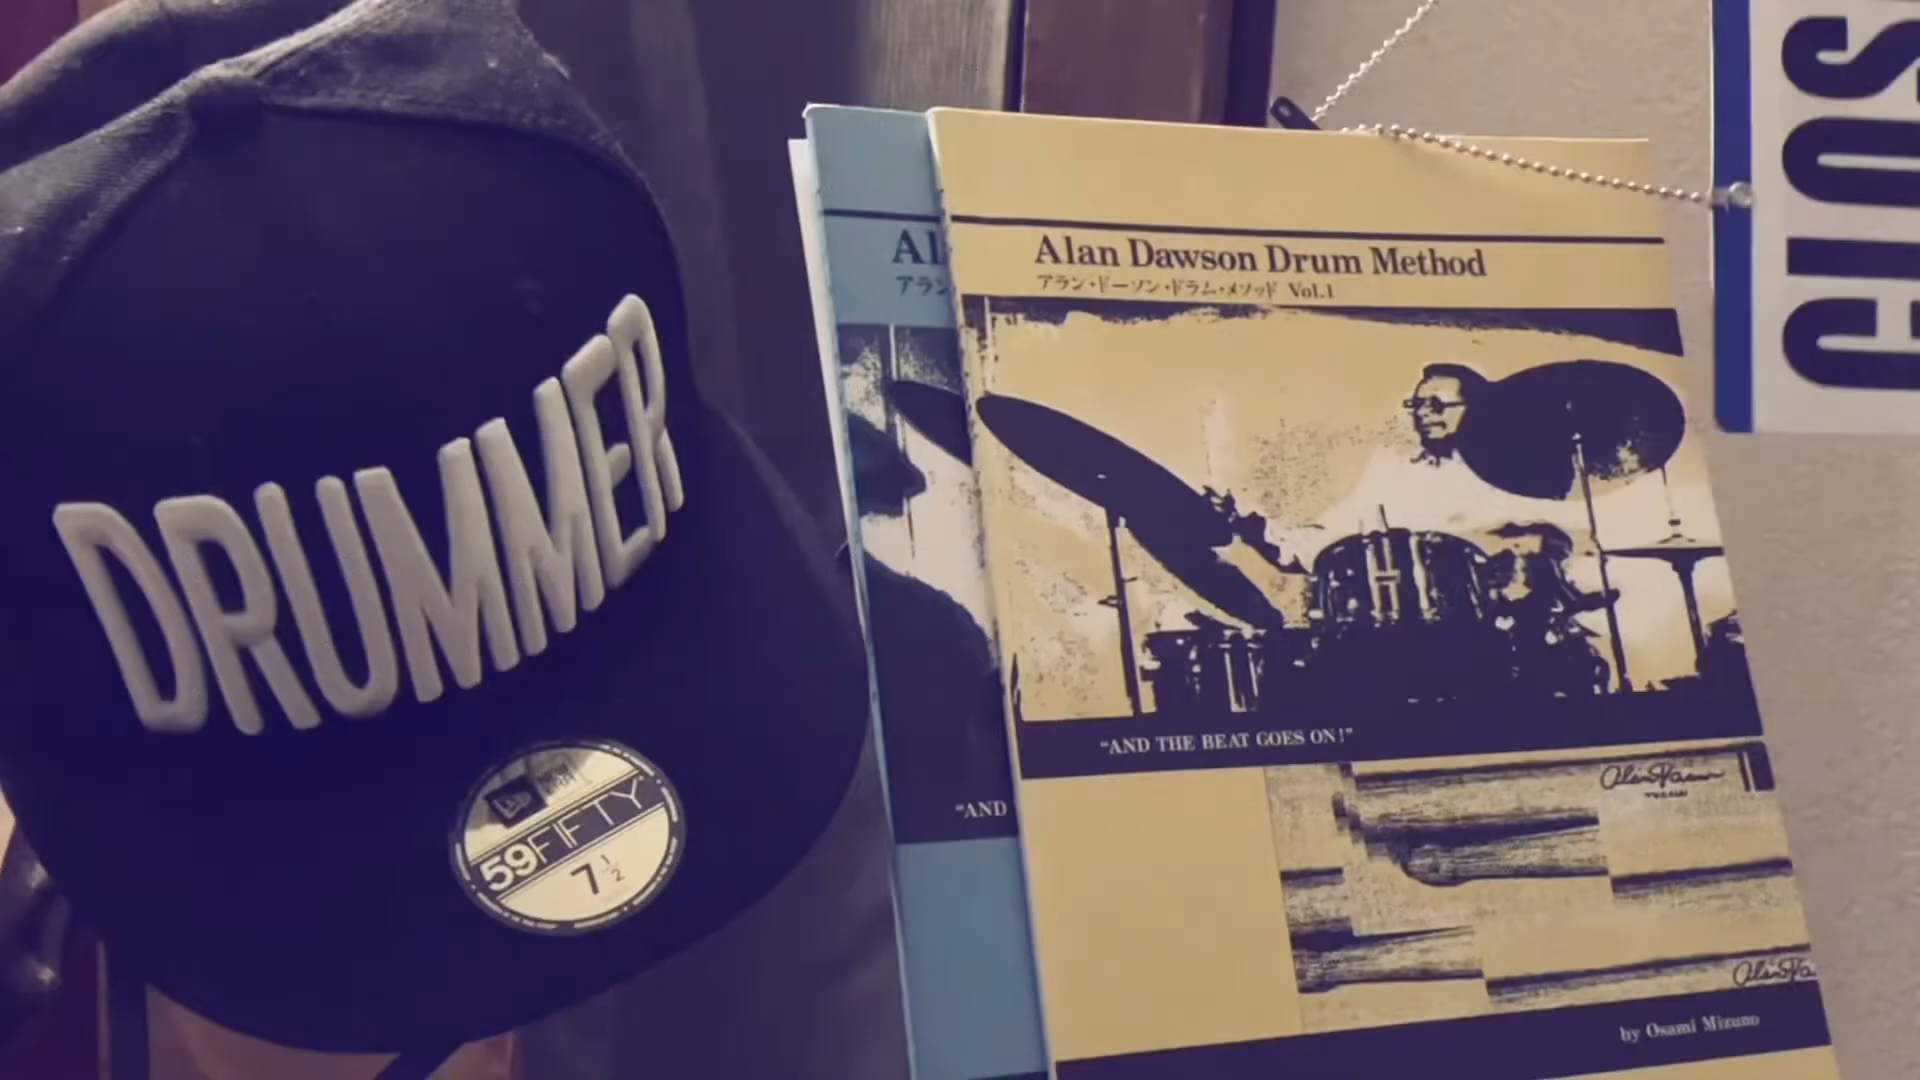 DRUMMER
59FIFTY
7 1/2
Al
アラン
"AND
Alan Dawson Drum Method
アラン・ドーソン・ドラム・メソッド Vol.1
"AND THE BEAT GOES ON!"
by Osami Mizuno
CLOS